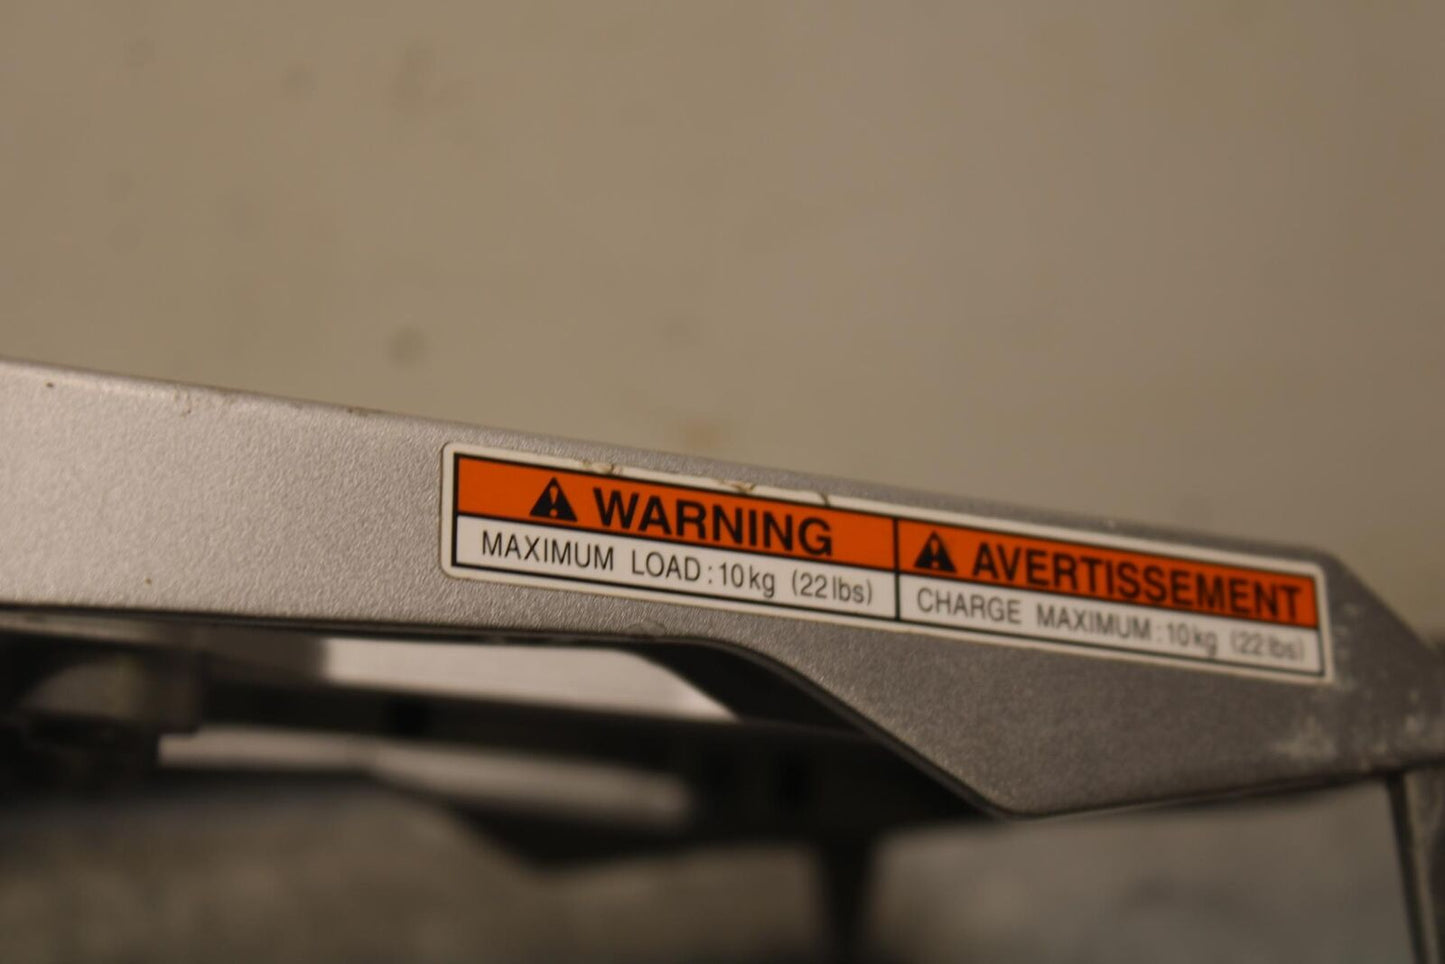 WARNING
MAXIMUM LOAD : 10kg (22lbs)
AVERTISSEMENT
CHARGE MAXIMUM : 10kg (22lbs)